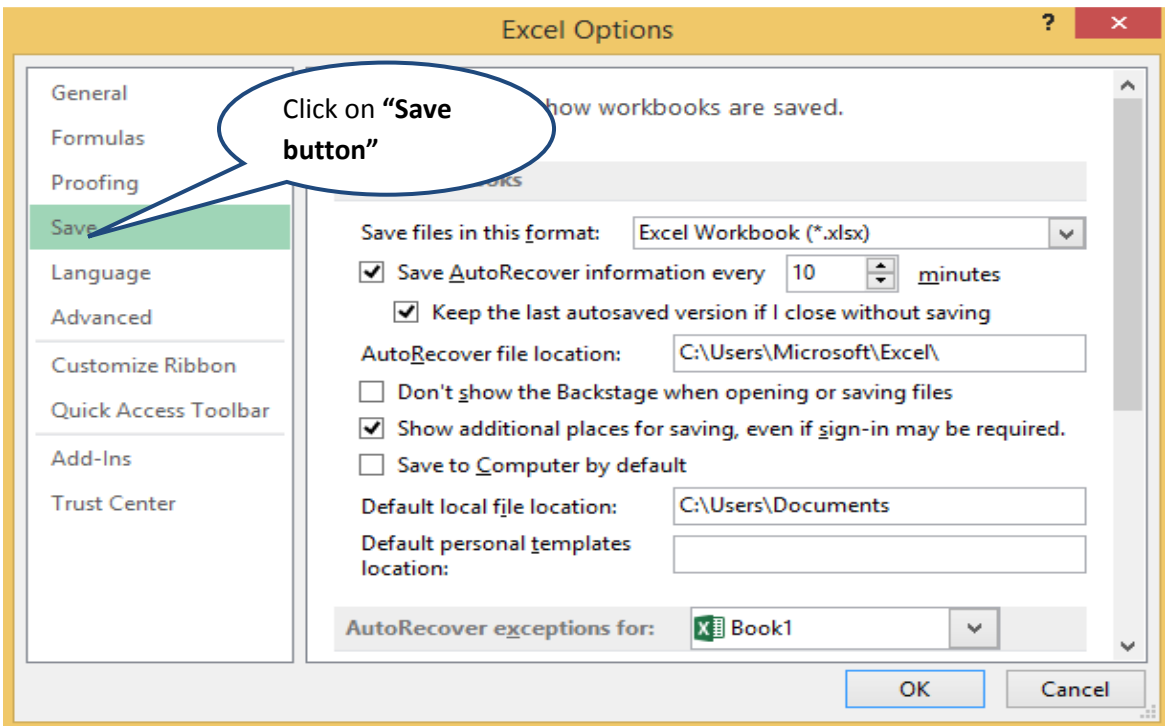 Excel Options
?
General
Formulas
Proofing
Save
Language
Advanced
Customize Ribbon
Quick Access Toolbar
Add-Ins
Trust Center
Click on “Save
button”
how workbooks are saved.
Save files in this format: Excel Workbook (*.xlsx)
Save AutoRecover information every 10 minutes
Keep the last autosaved version if I close without saving
AutoRecover file location: C:\Users\Microsoft\Excel\
Don't show the Backstage when opening or saving files
Show additional places for saving, even if sign-in may be required.
Save to Computer by default
Default local file location: C:\Users\Documents
Default personal templates
location:
AutoRecover exceptions for: Book1
OK Cancel